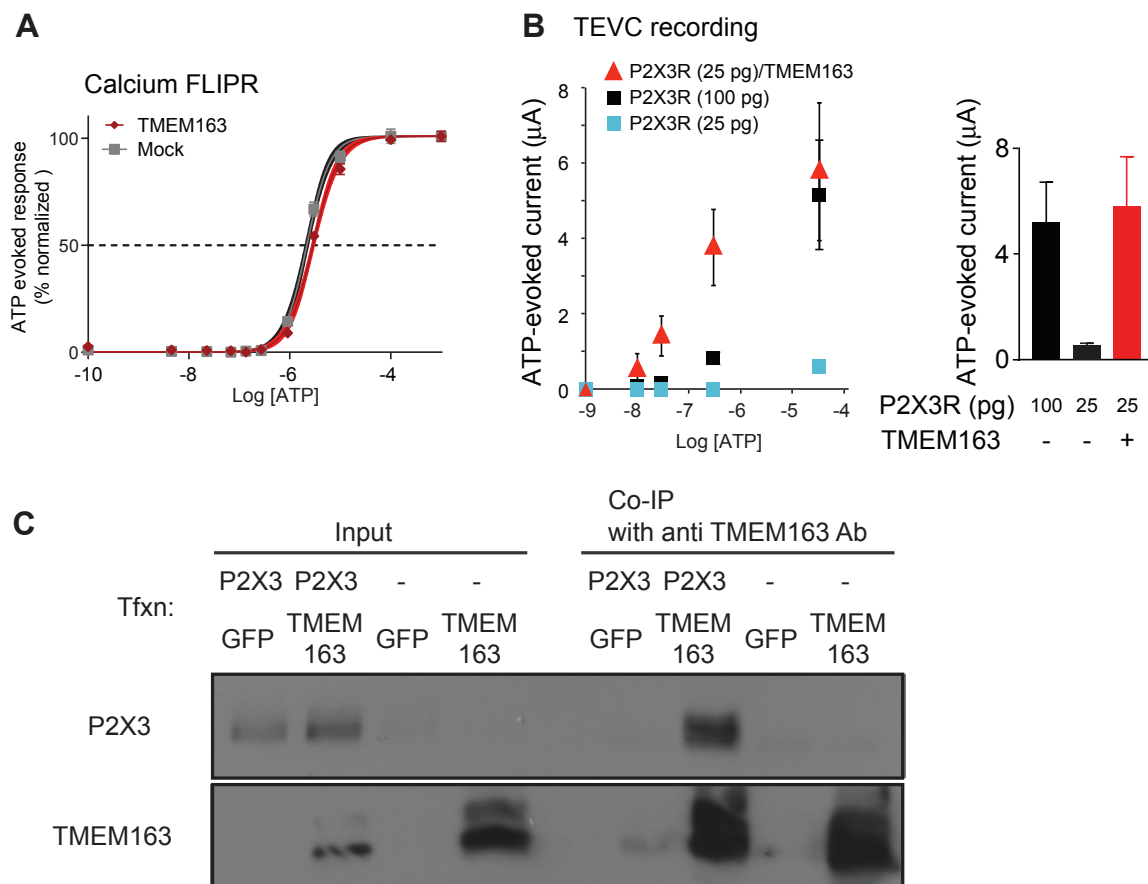 A
Calcium FLIPR
TMEM163
Mock
ATP evoked response
(% normalized )
100
50
0
-10
-8
-6
-4
Log [ATP]
B
TEVC recording
P2X3R (25 pg)/TMEM163
P2X3R (100 pg)
P2X3R (25 pg)
ATP-evoked current (μA)
8
6
4
2
0
-9
-8
-7
-6
-5
-4
Log [ATP]
ATP-evoked current (μA)
8
4
0
P2X3R (pg) 100 25 25
TMEM163 - - +
C
Input
Co-IP
with anti TMEM163 Ab
P2X3 P2X3 - - P2X3 P2X3 - -
Tfxn:
GFP TMEM 163 GFP TMEM 163 GFP TMEM 163 GFP TMEM 163
P2X3
TMEM163